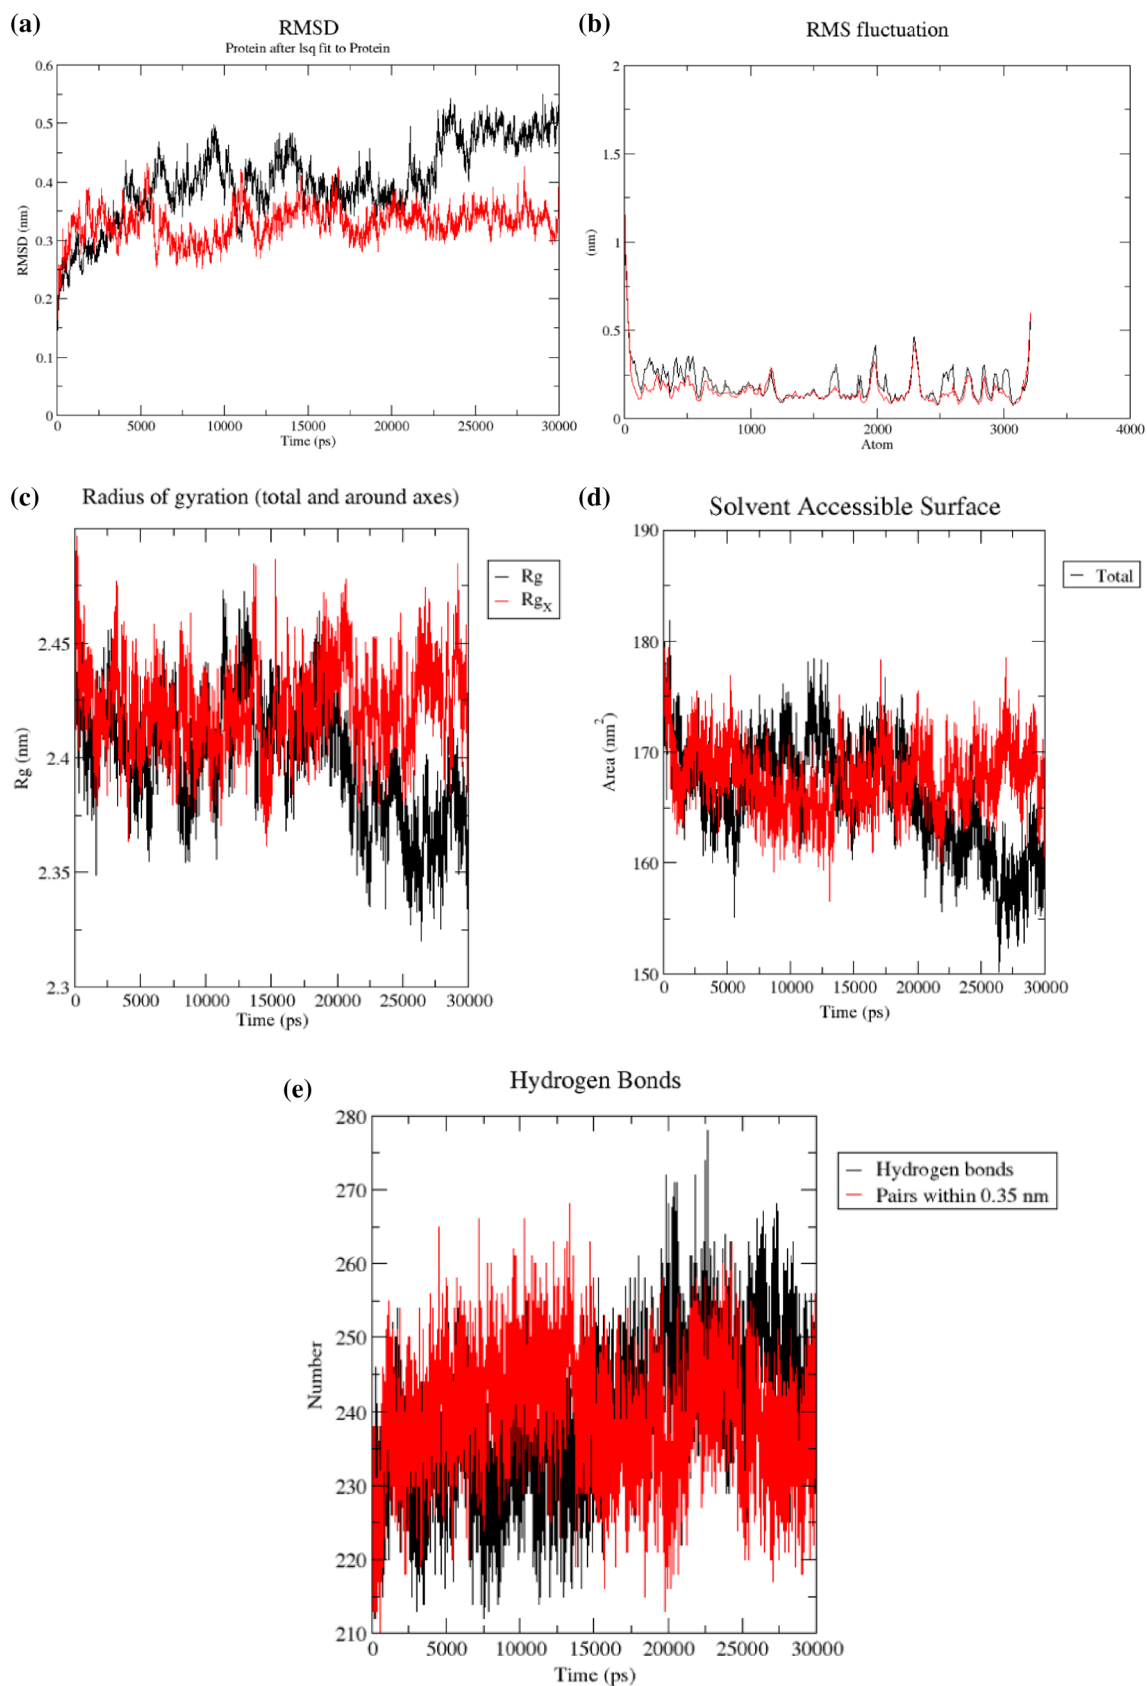 (a)
RMSD
Protein after lsq fit to Protein
0.6
0.5
0.4
0.3
0.2
0.1
0
RMSD (nm)
0 5000 10000 15000 20000 25000 30000
Time (ps)
(b)
RMS fluctuation
2
1.5
1
0.5
0
(nm)
0 1000 2000 3000 4000
Atom
(c)
Radius of gyration (total and around axes)
Rg
RgX
2.45
2.4
2.35
2.3
Rg (nm)
0 5000 10000 15000 20000 25000 30000
Time (ps)
(d)
Solvent Accessible Surface
Total
190
180
170
160
150
Area (nm2)
0 5000 10000 15000 20000 25000 30000
Time (ps)
(e)
Hydrogen Bonds
Hydrogen bonds
Pairs within 0.35 nm
280
270
260
250
240
230
220
210
Number
0 5000 10000 15000 20000 25000 30000
Time (ps)